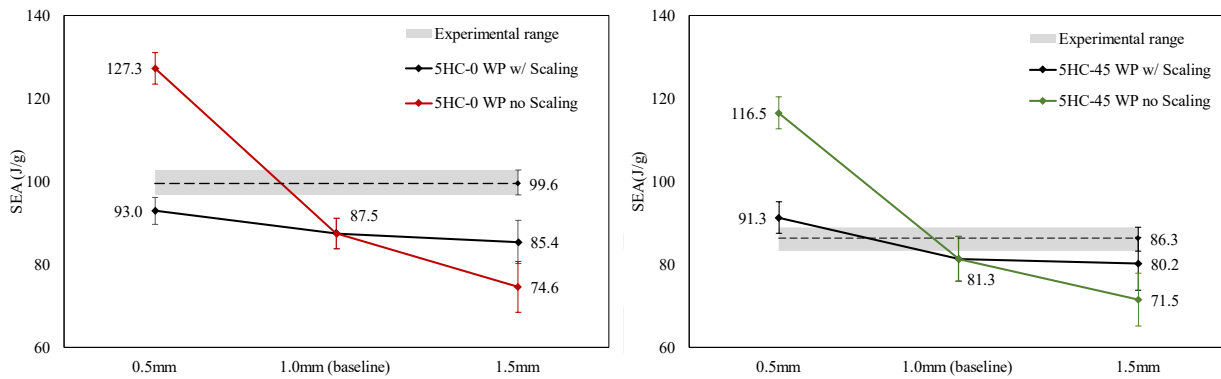 140
120
100
80
60
SEA (J/g)
Experimental range
5HC-0 WP w/ Scaling
5HC-0 WP no Scaling
127.3
93.0
87.5
99.6
85.4
74.6
0.5mm
1.0mm (baseline)
1.5mm
140
120
100
80
60
SEA(J/g)
Experimental range
5HC-45 WP w/ Scaling
5HC-45 WP no Scaling
116.5
91.3
81.3
86.3
80.2
71.5
0.5mm
1.0mm (baseline)
1.5mm